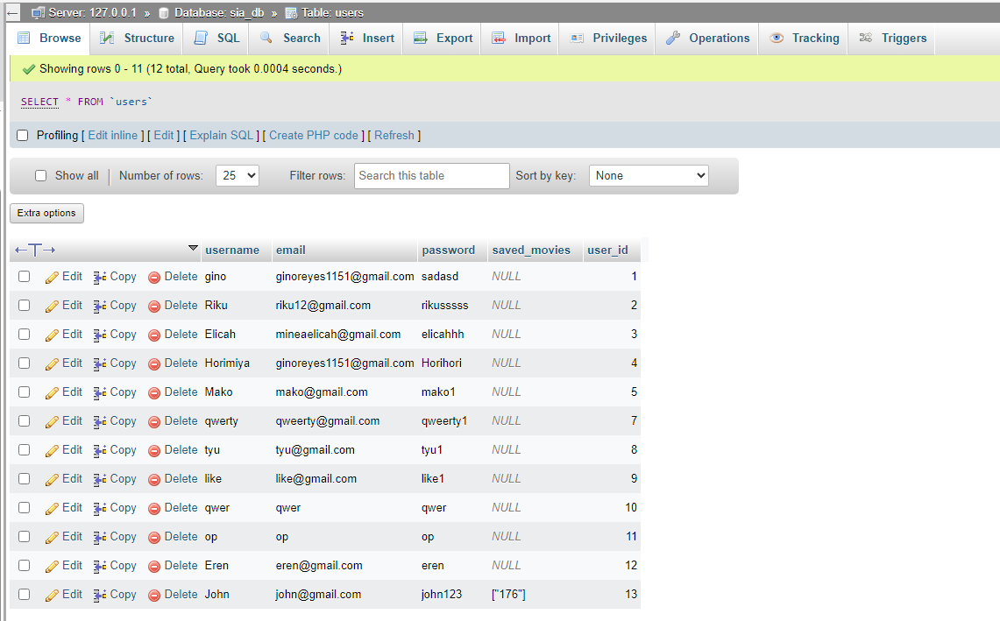 Server: 127.0.0.1 » Database: sia_db » Table: users
Browse Structure SQL Search Insert Export Import Privileges Operations Tracking Triggers
Showing rows 0 - 11 (12 total, Query took 0.0004 seconds.)
SELECT * FROM `users`
Profiling [ Edit inline ] [ Edit ] [ Explain SQL ] [ Create PHP code ] [ Refresh ]
Show all | Number of rows: 25 Filter rows: Search this table Sort by key: None
Extra options
←T→ username email password saved_movies user_id
Edit Copy Delete gino ginoreyes1151@gmail.com sadasd NULL 1
Edit Copy Delete Riku riku12@gmail.com rikusssss NULL 2
Edit Copy Delete Elicah mineaelicah@gmail.com elicahhh NULL 3
Edit Copy Delete Horimiya ginoreyes1151@gmail.com Horihori NULL 4
Edit Copy Delete Mako mako@gmail.com mako1 NULL 5
Edit Copy Delete qwerty qweerty@gmail.com qweerty1 NULL 7
Edit Copy Delete tyu tyu@gmail.com tyu1 NULL 8
Edit Copy Delete like like@gmail.com like1 NULL 9
Edit Copy Delete qwer qwer qwer NULL 10
Edit Copy Delete op op op NULL 11
Edit Copy Delete Eren eren@gmail.com eren NULL 12
Edit Copy Delete John john@gmail.com john123 ["176"] 13